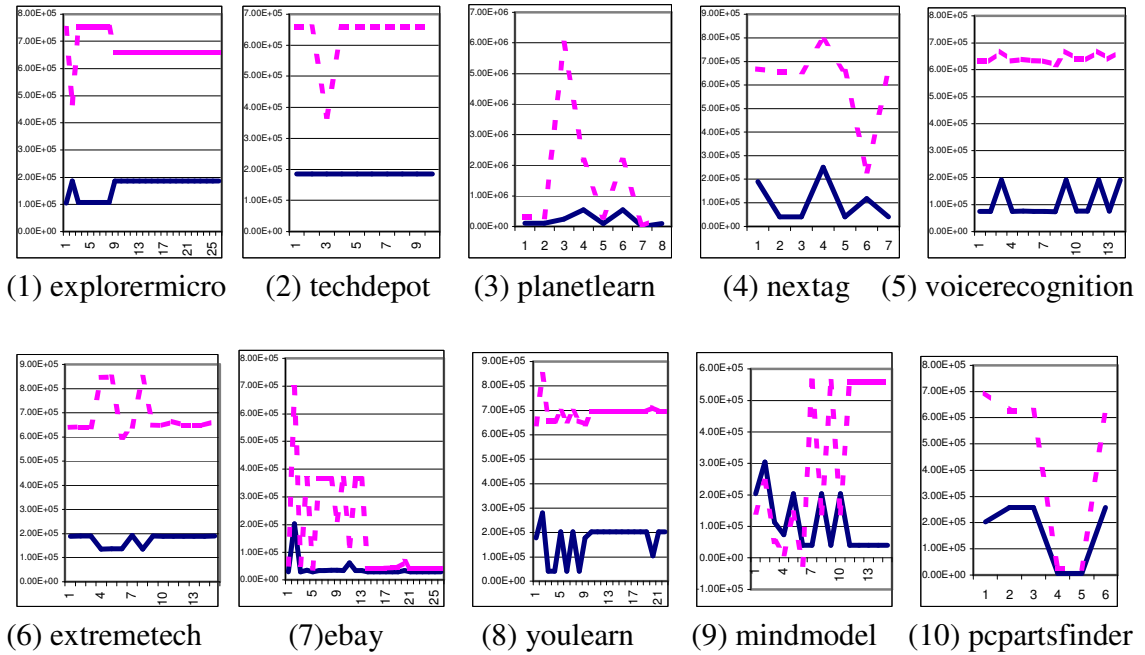 8.00E+05
7.00E+05
6.00E+05
5.00E+05
4.00E+05
3.00E+05
2.00E+05
1.00E+05
0.00E+00
1 5 9 13 17 21 25
7.00E+05
6.00E+05
5.00E+05
4.00E+05
3.00E+05
2.00E+05
1.00E+05
0.00E+00
1 3 5 7 9
7.00E+06
6.00E+06
5.00E+06
4.00E+06
3.00E+06
2.00E+06
1.00E+06
0.00E+00
1 2 3 4 5 6 7 8
9.00E+05
8.00E+05
7.00E+05
6.00E+05
5.00E+05
4.00E+05
3.00E+05
2.00E+05
1.00E+05
0.00E+00
1 2 3 4 5 6 7
8.00E+05
7.00E+05
6.00E+05
5.00E+05
4.00E+05
3.00E+05
2.00E+05
1.00E+05
0.00E+00
1 4 7 10 13
(1) explorermicro (2) techdepot (3) planetlearn (4) nextag (5) voicerecognition
9.00E+05
8.00E+05
7.00E+05
6.00E+05
5.00E+05
4.00E+05
3.00E+05
2.00E+05
1.00E+05
0.00E+00
1 4 7 10 13
8.00E+05
7.00E+05
6.00E+05
5.00E+05
4.00E+05
3.00E+05
2.00E+05
1.00E+05
0.00E+00
1 5 9 13 17 21 25
9.00E+05
8.00E+05
7.00E+05
6.00E+05
5.00E+05
4.00E+05
3.00E+05
2.00E+05
1.00E+05
0.00E+00
1 5 9 13 17 21
6.00E+05
5.00E+05
4.00E+05
3.00E+05
2.00E+05
1.00E+05
0.00E+00
-1.00E+05
1 4 7 10 13
8.00E+05
7.00E+05
6.00E+05
5.00E+05
4.00E+05
3.00E+05
2.00E+05
1.00E+05
0.00E+00
1 2 3 4 5 6
(6) extremetech (7)ebay (8) youlearn (9) mindmodel (10) pcpartsfinder